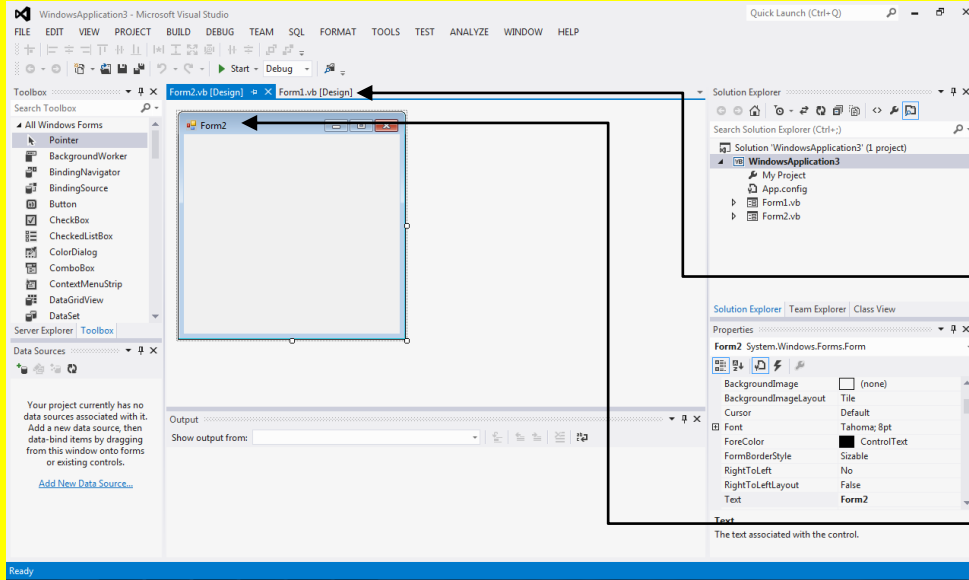 WindowsApplication3 - Microsoft Visual Studio
Quick Launch (Ctrl+Q)
FILE EDIT VIEW PROJECT BUILD DEBUG TEAM SQL FORMAT TOOLS TEST ANALYZE WINDOW HELP
Start Debug
Toolbox
Search Toolbox
All Windows Forms
Pointer
BackgroundWorker
BindingNavigator
BindingSource
Button
CheckBox
CheckedListBox
ColorDialog
ComboBox
ContextMenuStrip
DataGridView
DataSet
Server Explorer Toolbox
Data Sources
Your project currently has no
data sources associated with it.
Add a new data source, then
data-bind items by dragging
from this window onto forms
or existing controls.
Add New Data Source...
Form2.vb [Design] Form1.vb [Design]
Form2
Output
Show output from:
Solution Explorer
Search Solution Explorer (Ctrl+;)
Solution 'WindowsApplication3' (1 project)
VB WindowsApplication3
My Project
App.config
Form1.vb
Form2.vb
Solution Explorer Team Explorer Class View
Properties
Form2 System.Windows.Forms.Form
BackgroundImage (none)
BackgroundImageLayout Tile
Cursor Default
Font Tahoma; 8pt
ForeColor ControlText
FormBorderStyle Sizable
RightToLeft No
RightToLeftLayout False
Text Form2
Text
The text associated with the control.
Ready